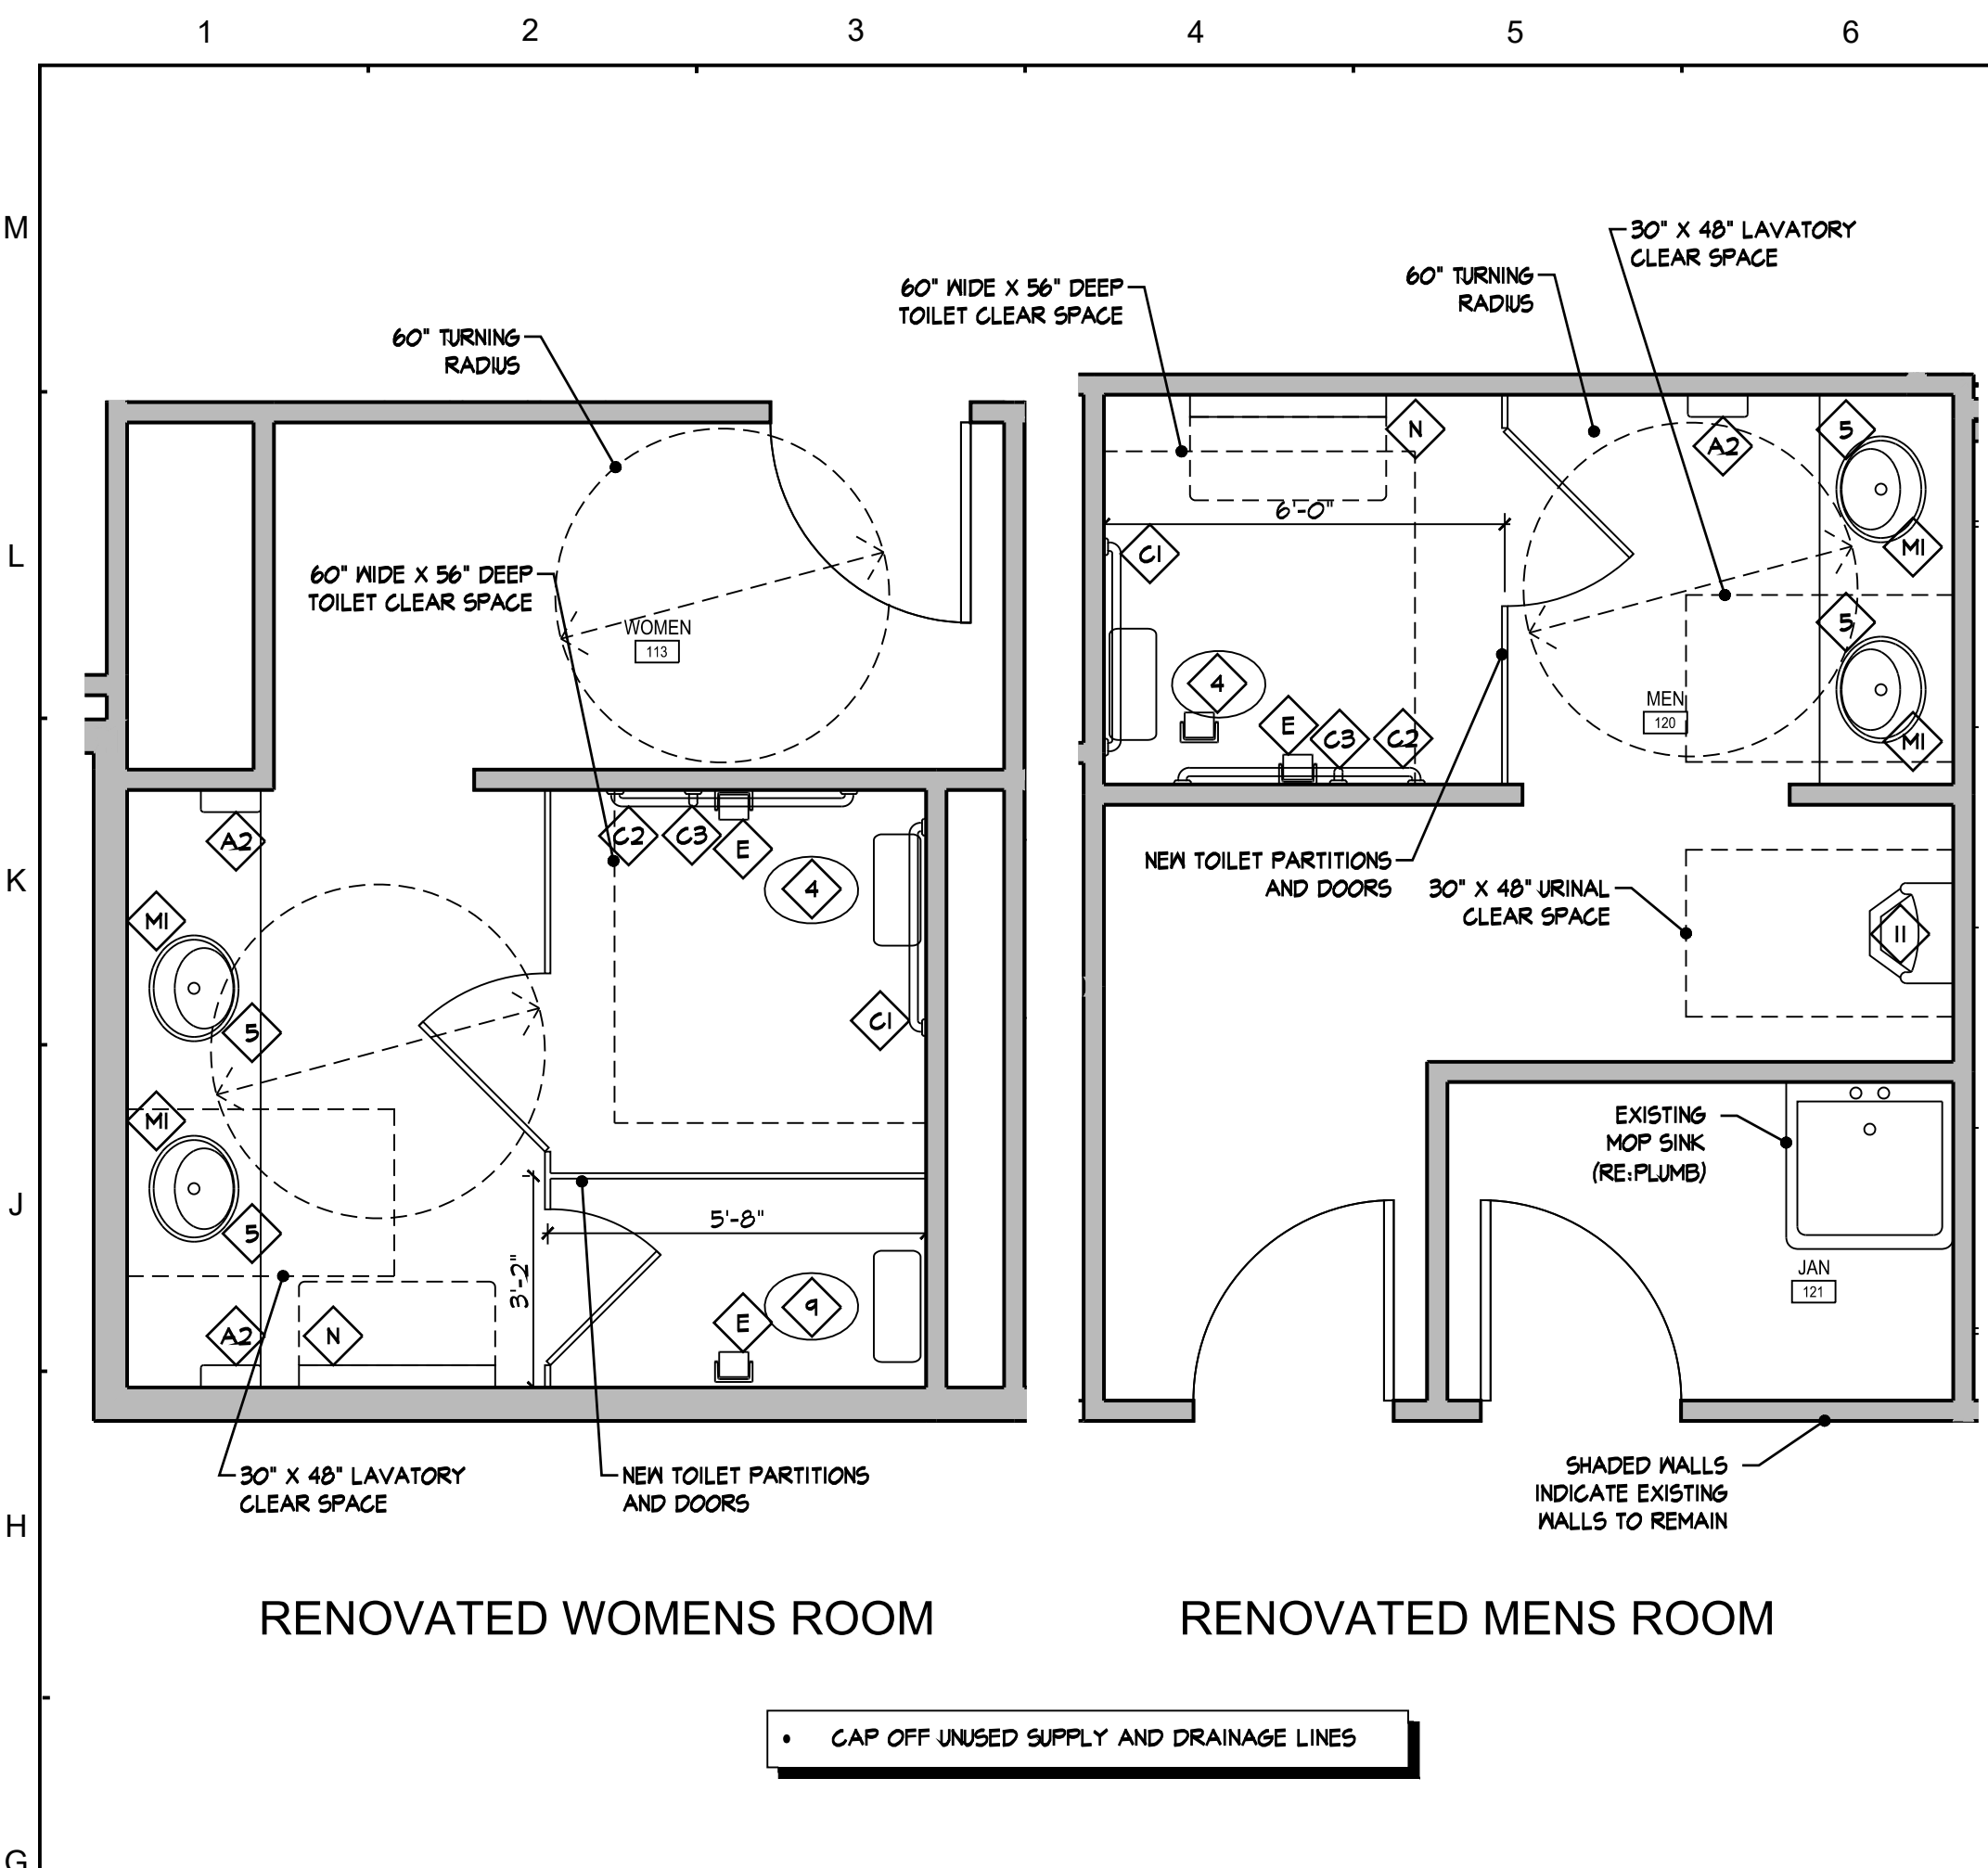 1 2 3 4 5 6
M
30" X 48" LAVATORY
CLEAR SPACE
60" TURNING
RADIUS
60" WIDE X 56" DEEP
TOILET CLEAR SPACE
60" TURNING
RADIUS
N
5
A2
6'-0"
L
C1
M1
60" WIDE X 56" DEEP
TOILET CLEAR SPACE
WOMEN
113
5
4
MEN
120
E
C3
C2
M1
A2
C2
C3
E
NEW TOILET PARTITIONS
AND DOORS
K
4
30" X 48" URINAL
CLEAR SPACE
M1
11
5
C1
M1
EXISTING
MOP SINK
(RE:PLUMB)
J
5'-8"
5
3'-2"
JAN
121
9
E
A2
N
30" X 48" LAVATORY
CLEAR SPACE
NEW TOILET PARTITIONS
AND DOORS
SHADED WALLS
INDICATE EXISTING
WALLS TO REMAIN
H
RENOVATED WOMENS ROOM
RENOVATED MENS ROOM
• CAP OFF UNUSED SUPPLY AND DRAINAGE LINES
G